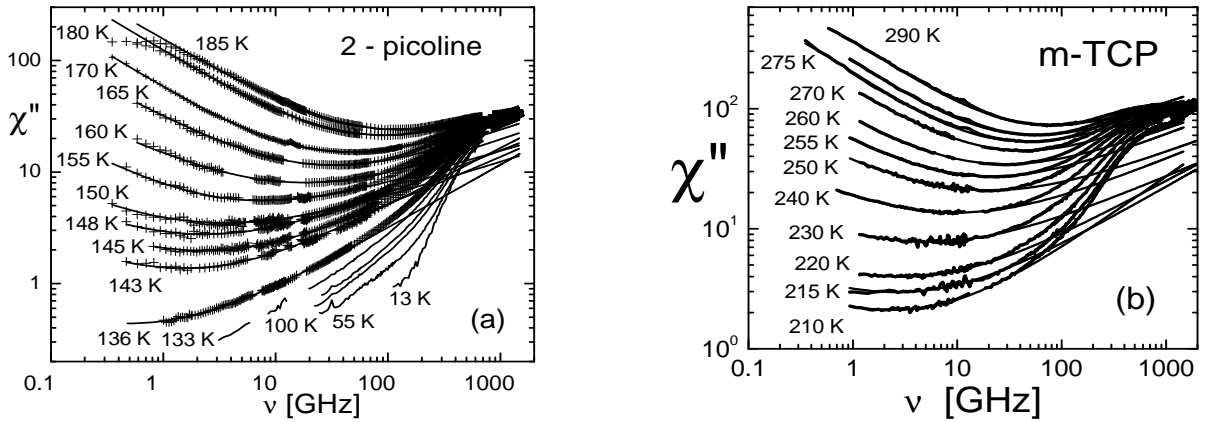 2 - picoline
χ"
100
10
1
180 K
185 K
170 K
165 K
160 K
155 K
150 K
148 K
145 K
143 K
136 K
133 K
100 K
55 K
13 K
(a)
0.1
1
10
100
1000
ν [GHz]
m-TCP
χ"
10²
10¹
10⁰
290 K
275 K
270 K
260 K
255 K
250 K
240 K
230 K
220 K
215 K
210 K
(b)
0.1
1
10
100
1000
ν [GHz]